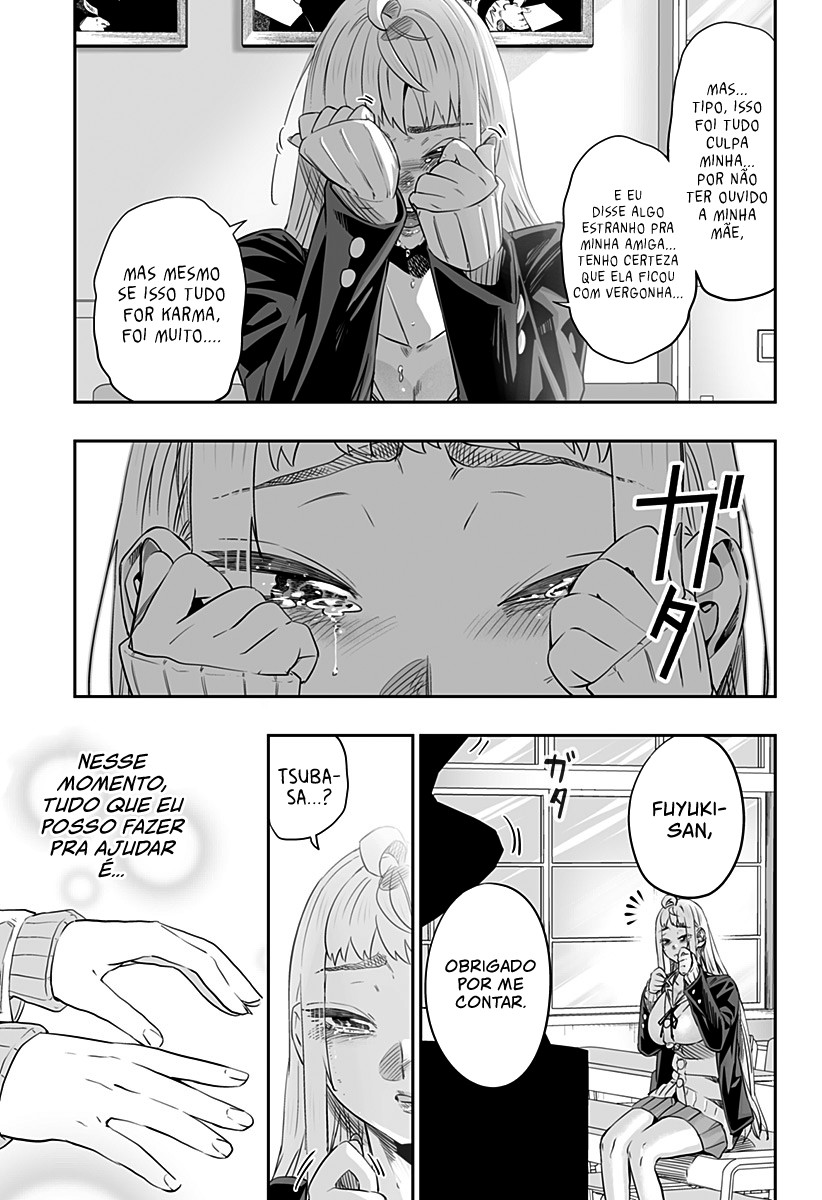 MAS...
TIPO, ISSO
FOI TUDO
CULPA
MINHA...
POR NÃO
TER OUVIDO
A MINHA
MÃE,
E EU
DISSE ALGO
ESTRANHO PRA
MINHA AMIGA...
TENHO CERTEZA
QUE ELA FICOU
COM VERGONHA...
MAS MESMO
SE ISSO TUDO
FOR KARMA,
FOI MUITO....
ガタ
ガタ
FUYUKI-
SAN,
OBRIGADO
POR ME
CONTAR.
TSUBA-
SA...?
NESSE
MOMENTO,
TUDO QUE EU
POSSO FAZER
PRA AJUDAR
É...